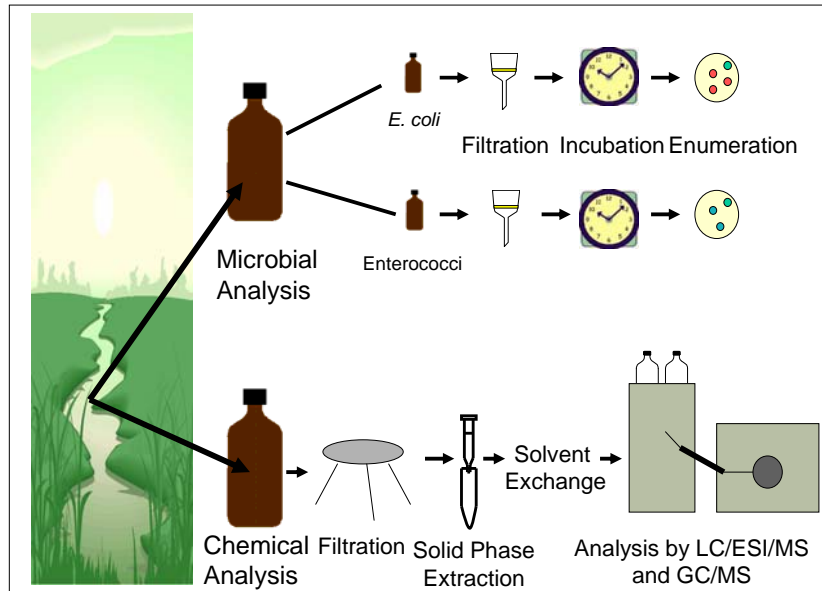 E. coli
Filtration Incubation Enumeration
Enterococci
Microbial
Analysis
Solvent
Exchange
Chemical
Analysis
Filtration
Solid Phase
Extraction
Analysis by LC/ESI/MS
and GC/MS